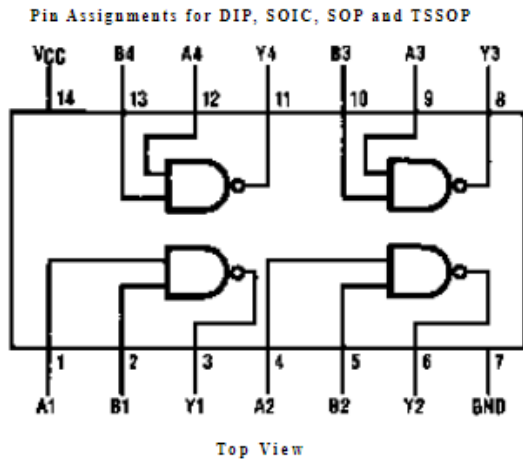 Pin Assignments for DIP, SOIC, SOP and TSSOP
VCC B4 A4 Y4 B3 A3 Y3
14 13 12 11 10 9 8
1 2 3 4 5 6 7
A1 B1 Y1 A2 B2 Y2 GND
Top View